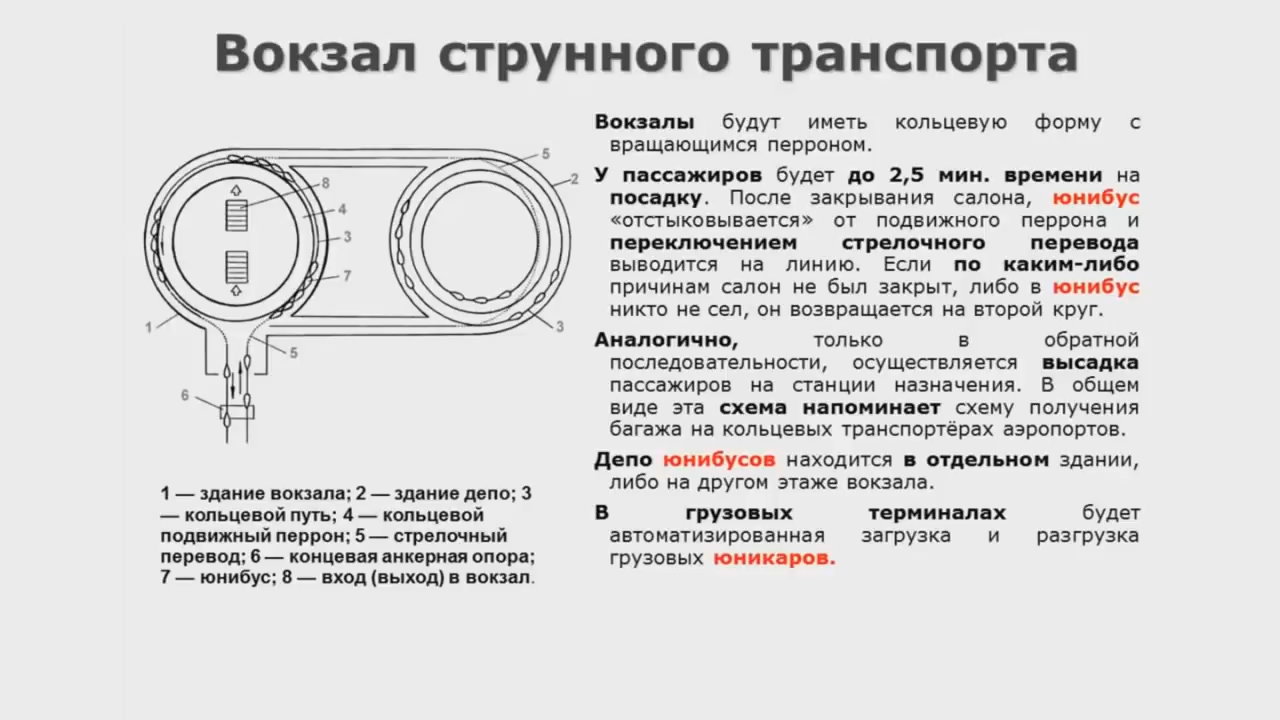 Вокзал струнного транспорта
5
2
8
4
3
7
1
3
5
6
1 — здание вокзала; 2 — здание депо; 3
— кольцевой путь; 4 — кольцевой
подвижный перрон; 5 — стрелочный
перевод; 6 — концевая анкерная опора;
7 — юнибус; 8 — вход (выход) в вокзал.
Вокзалы будут иметь кольцевую форму с
вращающимся перроном.
У пассажиров будет до 2,5 мин. времени на
посадку. После закрывания салона, юнибус
«отстыковывается» от подвижного перрона и
переключением стрелочного перевода
выводится на линию. Если по каким-либо
причинам салон не был закрыт, либо в юнибус
никто не сел, он возвращается на второй круг.
Аналогично, только в обратной
последовательности, осуществляется высадка
пассажиров на станции назначения. В общем
виде эта схема напоминает схему получения
багажа на кольцевых транспортёрах аэропортов.
Депо юнибусов находится в отдельном здании,
либо на другом этаже вокзала.
В грузовых терминалах будет
автоматизированная загрузка и разгрузка
грузовых юникаров.